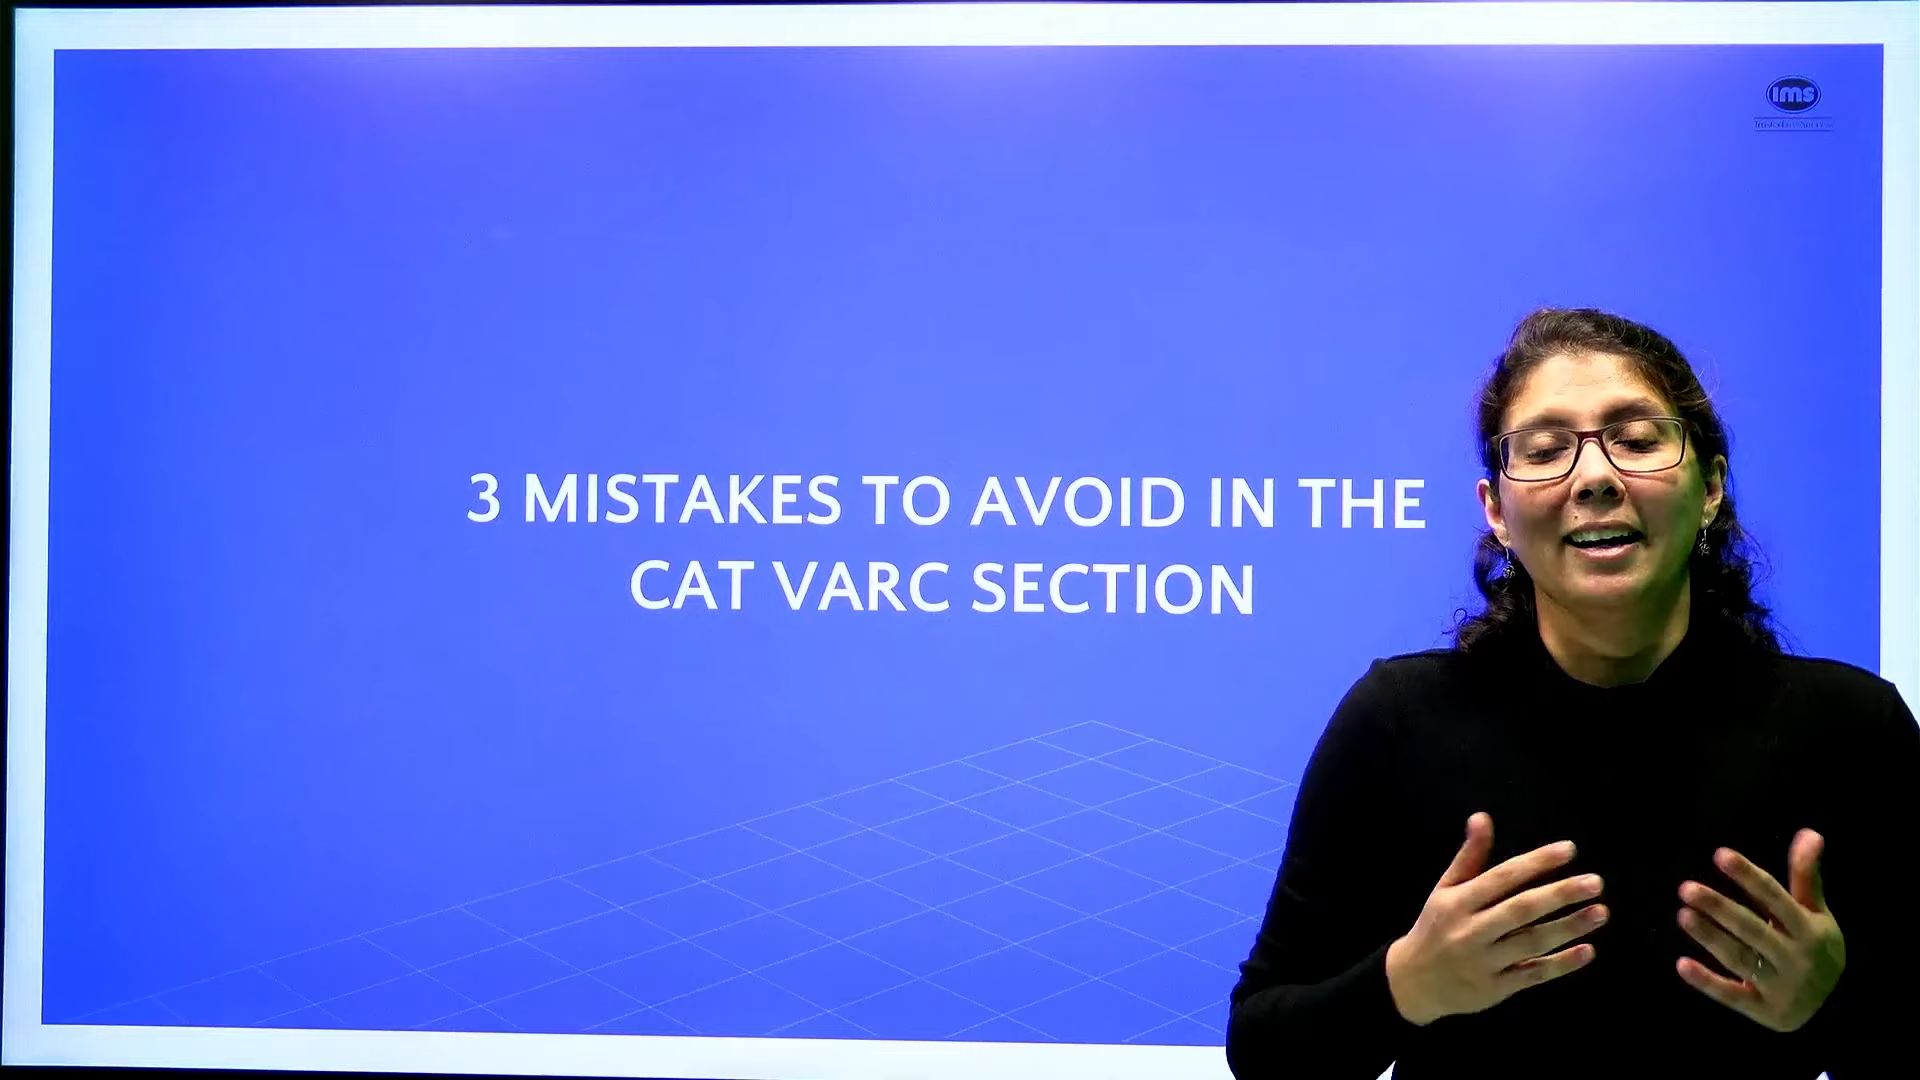 ims
3 MISTAKES TO AVOID IN THE
CAT VARC SECTION